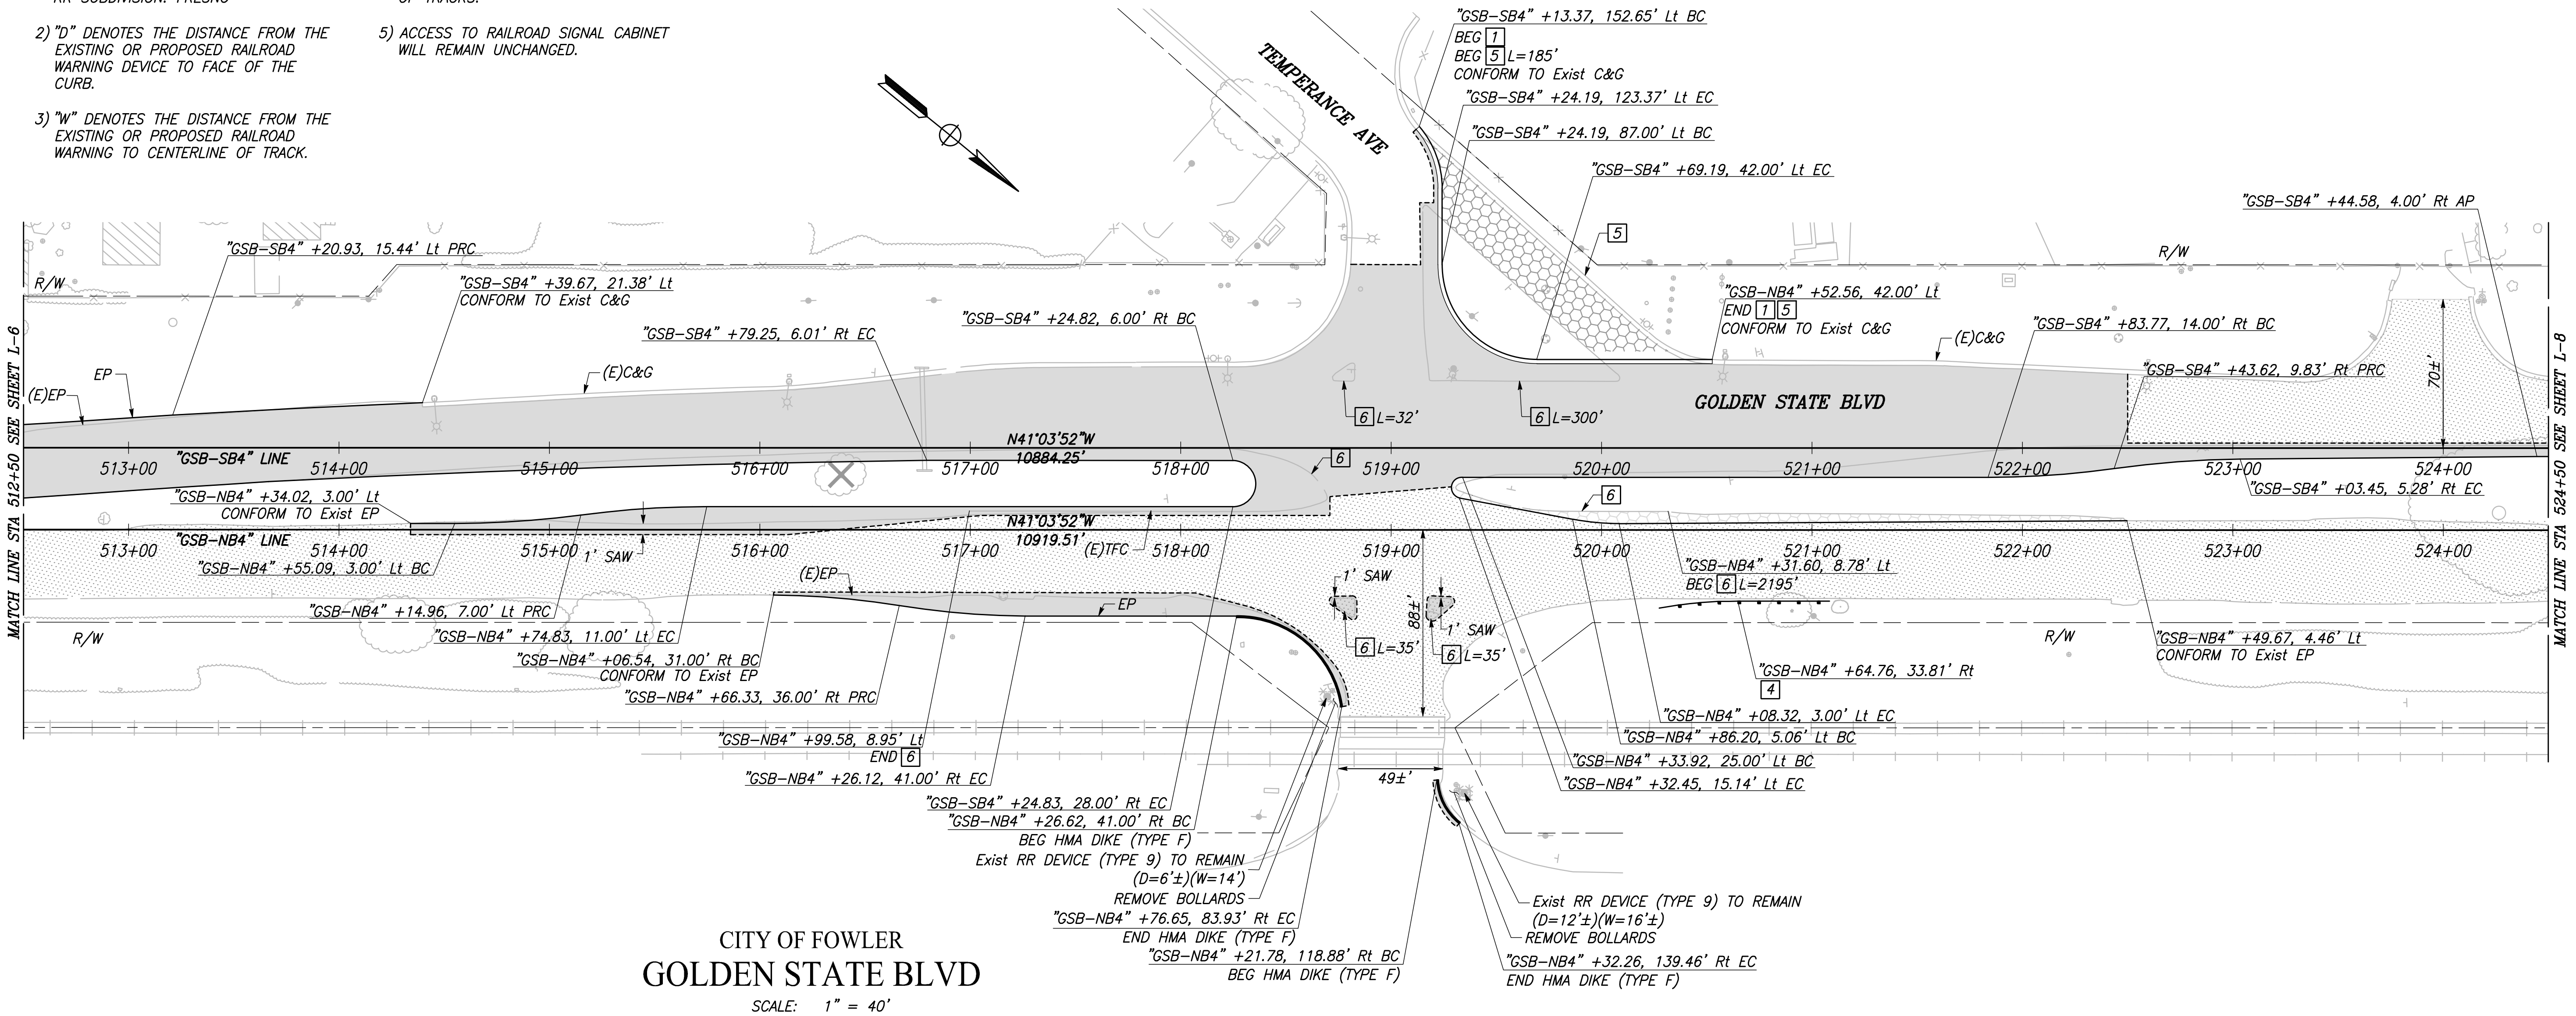 RR SUBDIVISION: FRESNO
2) "D" DENOTES THE DISTANCE FROM THE
EXISTING OR PROPOSED RAILROAD
WARNING DEVICE TO FACE OF THE
CURB.
3) "W" DENOTES THE DISTANCE FROM THE
EXISTING OR PROPOSED RAILROAD
WARNING TO CENTERLINE OF TRACK.
OF TRACKS.
5) ACCESS TO RAILROAD SIGNAL CABINET
WILL REMAIN UNCHANGED.
TEMPERANCE AVE
"GSB-SB4" +13.37, 152.65' Lt BC
BEG 1
BEG 5 L=185'
CONFORM TO Exist C&G
"GSB-SB4" +24.19, 123.37' Lt EC
"GSB-SB4" +24.19, 87.00' Lt BC
"GSB-SB4" +69.19, 42.00' Lt EC
"GSB-SB4" +44.58, 4.00' Rt AP
5
R/W
R/W
"GSB-SB4" +20.93, 15.44' Lt PRC
"GSB-SB4" +39.67, 21.38' Lt
CONFORM TO Exist C&G
"GSB-SB4" +79.25, 6.01' Rt EC
"GSB-SB4" +24.82, 6.00' Rt BC
"GSB-NB4" +52.56, 42.00' Lt
END 1 5
CONFORM TO Exist C&G
"GSB-SB4" +83.77, 14.00' Rt BC
(E)C&G
"GSB-SB4" +43.62, 9.83' Rt PRC
70±'
MATCH LINE STA 512+50 SEE SHEET L-6
MATCH LINE STA 524+50 SEE SHEET L-8
EP
(E)EP
(E)C&G
6 L=32'
6 L=300'
GOLDEN STATE BLVD
N41°03'52"W
10884.25'
"GSB-SB4" LINE
513+00
514+00
515+00
516+00
517+00
518+00
519+00
520+00
521+00
522+00
523+00
524+00
6
6
"GSB-SB4" +03.45, 5.28' Rt EC
"GSB-NB4" +34.02, 3.00' Lt
CONFORM TO Exist EP
N41°03'52"W
10919.51'
"GSB-NB4" LINE
513+00
514+00
515+00
516+00
517+00
518+00
519+00
520+00
521+00
522+00
523+00
524+00
1' SAW
(E)TFC
"GSB-NB4" +55.09, 3.00' Lt BC
(E)EP
EP
1' SAW
88±'
1' SAW
6 L=35'
6 L=35'
"GSB-NB4" +31.60, 8.78' Lt
BEG 6 L=2195'
"GSB-NB4" +14.96, 7.00' Lt PRC
R/W
R/W
"GSB-NB4" +74.83, 11.00' Lt EC
"GSB-NB4" +06.54, 31.00' Rt BC
CONFORM TO Exist EP
"GSB-NB4" +66.33, 36.00' Rt PRC
"GSB-NB4" +49.67, 4.46' Lt
CONFORM TO Exist EP
"GSB-NB4" +64.76, 33.81' Rt
4
"GSB-NB4" +08.32, 3.00' Lt EC
"GSB-NB4" +86.20, 5.06' Lt BC
"GSB-NB4" +33.92, 25.00' Lt BC
"GSB-NB4" +32.45, 15.14' Lt EC
"GSB-NB4" +99.58, 8.95' Lt
END 6
"GSB-NB4" +26.12, 41.00' Rt EC
49±'
"GSB-SB4" +24.83, 28.00' Rt EC
"GSB-NB4" +26.62, 41.00' Rt BC
BEG HMA DIKE (TYPE F)
Exist RR DEVICE (TYPE 9) TO REMAIN
(D=6'±)(W=14')
REMOVE BOLLARDS
"GSB-NB4" +76.65, 83.93' Rt EC
END HMA DIKE (TYPE F)
"GSB-NB4" +21.78, 118.88' Rt BC
BEG HMA DIKE (TYPE F)
Exist RR DEVICE (TYPE 9) TO REMAIN
(D=12'±)(W=16'±)
REMOVE BOLLARDS
"GSB-NB4" +32.26, 139.46' Rt EC
END HMA DIKE (TYPE F)
CITY OF FOWLER
GOLDEN STATE BLVD
SCALE: 1" = 40'